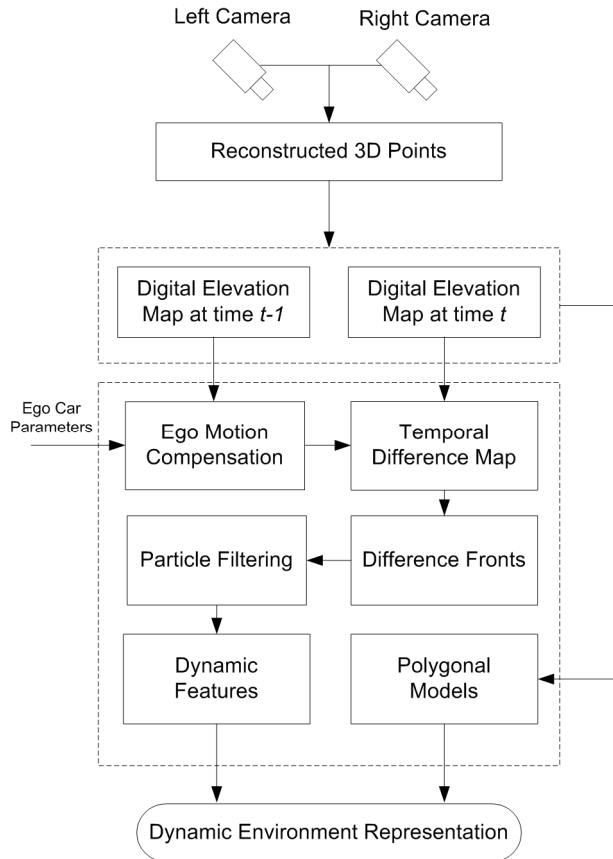 Left Camera
Right Camera
Reconstructed 3D Points
Digital Elevation
Map at time t-1
Digital Elevation
Map at time t
Ego Car
Parameters
Ego Motion
Compensation
Temporal
Difference Map
Particle Filtering
Difference Fronts
Dynamic
Features
Polygonal
Models
Dynamic Environment Representation